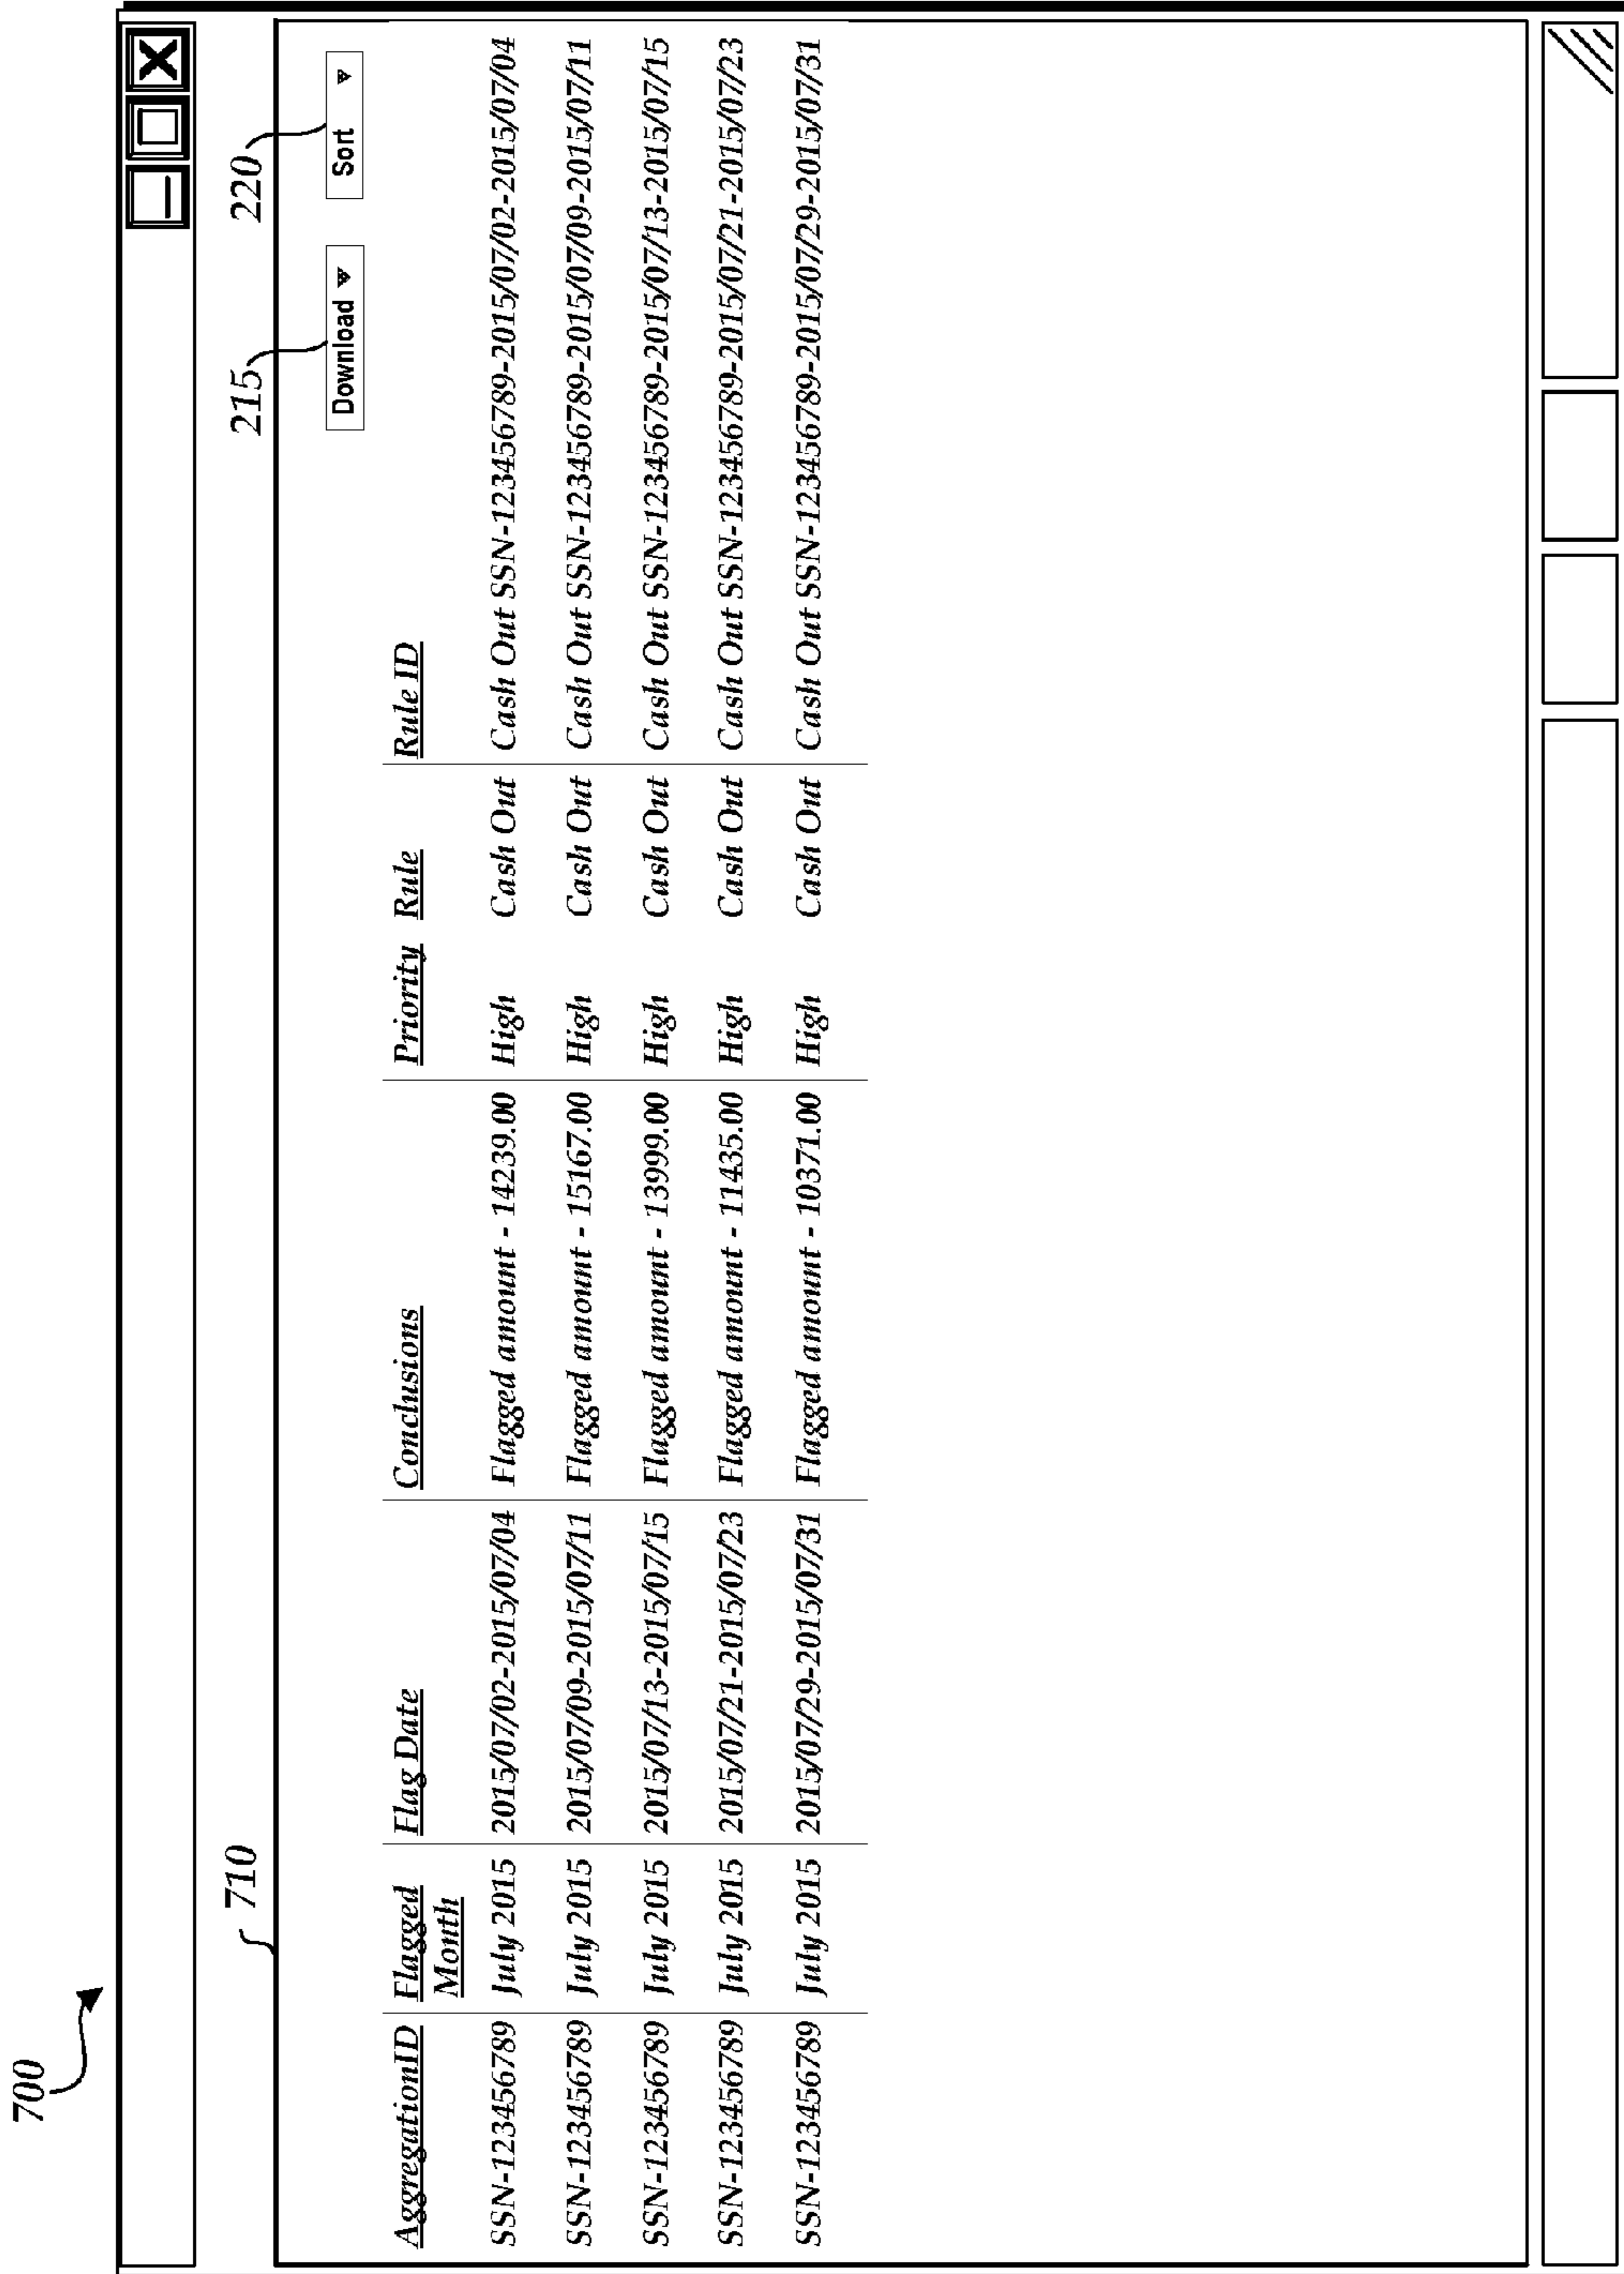 700
710
215
220
Download
Sort
AggregationID Flagged Month Flag Date Conclusions Priority Rule Rule ID
SSN-123456789 July 2015 2015/07/02-2015/07/04 Flagged amount - 14239.00 High Cash Out Cash Out SSN-123456789-2015/07/02-2015/07/04
SSN-123456789 July 2015 2015/07/09-2015/07/11 Flagged amount - 15167.00 High Cash Out Cash Out SSN-123456789-2015/07/09-2015/07/11
SSN-123456789 July 2015 2015/07/13-2015/07/15 Flagged amount - 13999.00 High Cash Out Cash Out SSN-123456789-2015/07/13-2015/07/15
SSN-123456789 July 2015 2015/07/21-2015/07/23 Flagged amount - 11435.00 High Cash Out Cash Out SSN-123456789-2015/07/21-2015/07/23
SSN-123456789 July 2015 2015/07/29-2015/07/31 Flagged amount - 10371.00 High Cash Out Cash Out SSN-123456789-2015/07/29-2015/07/31